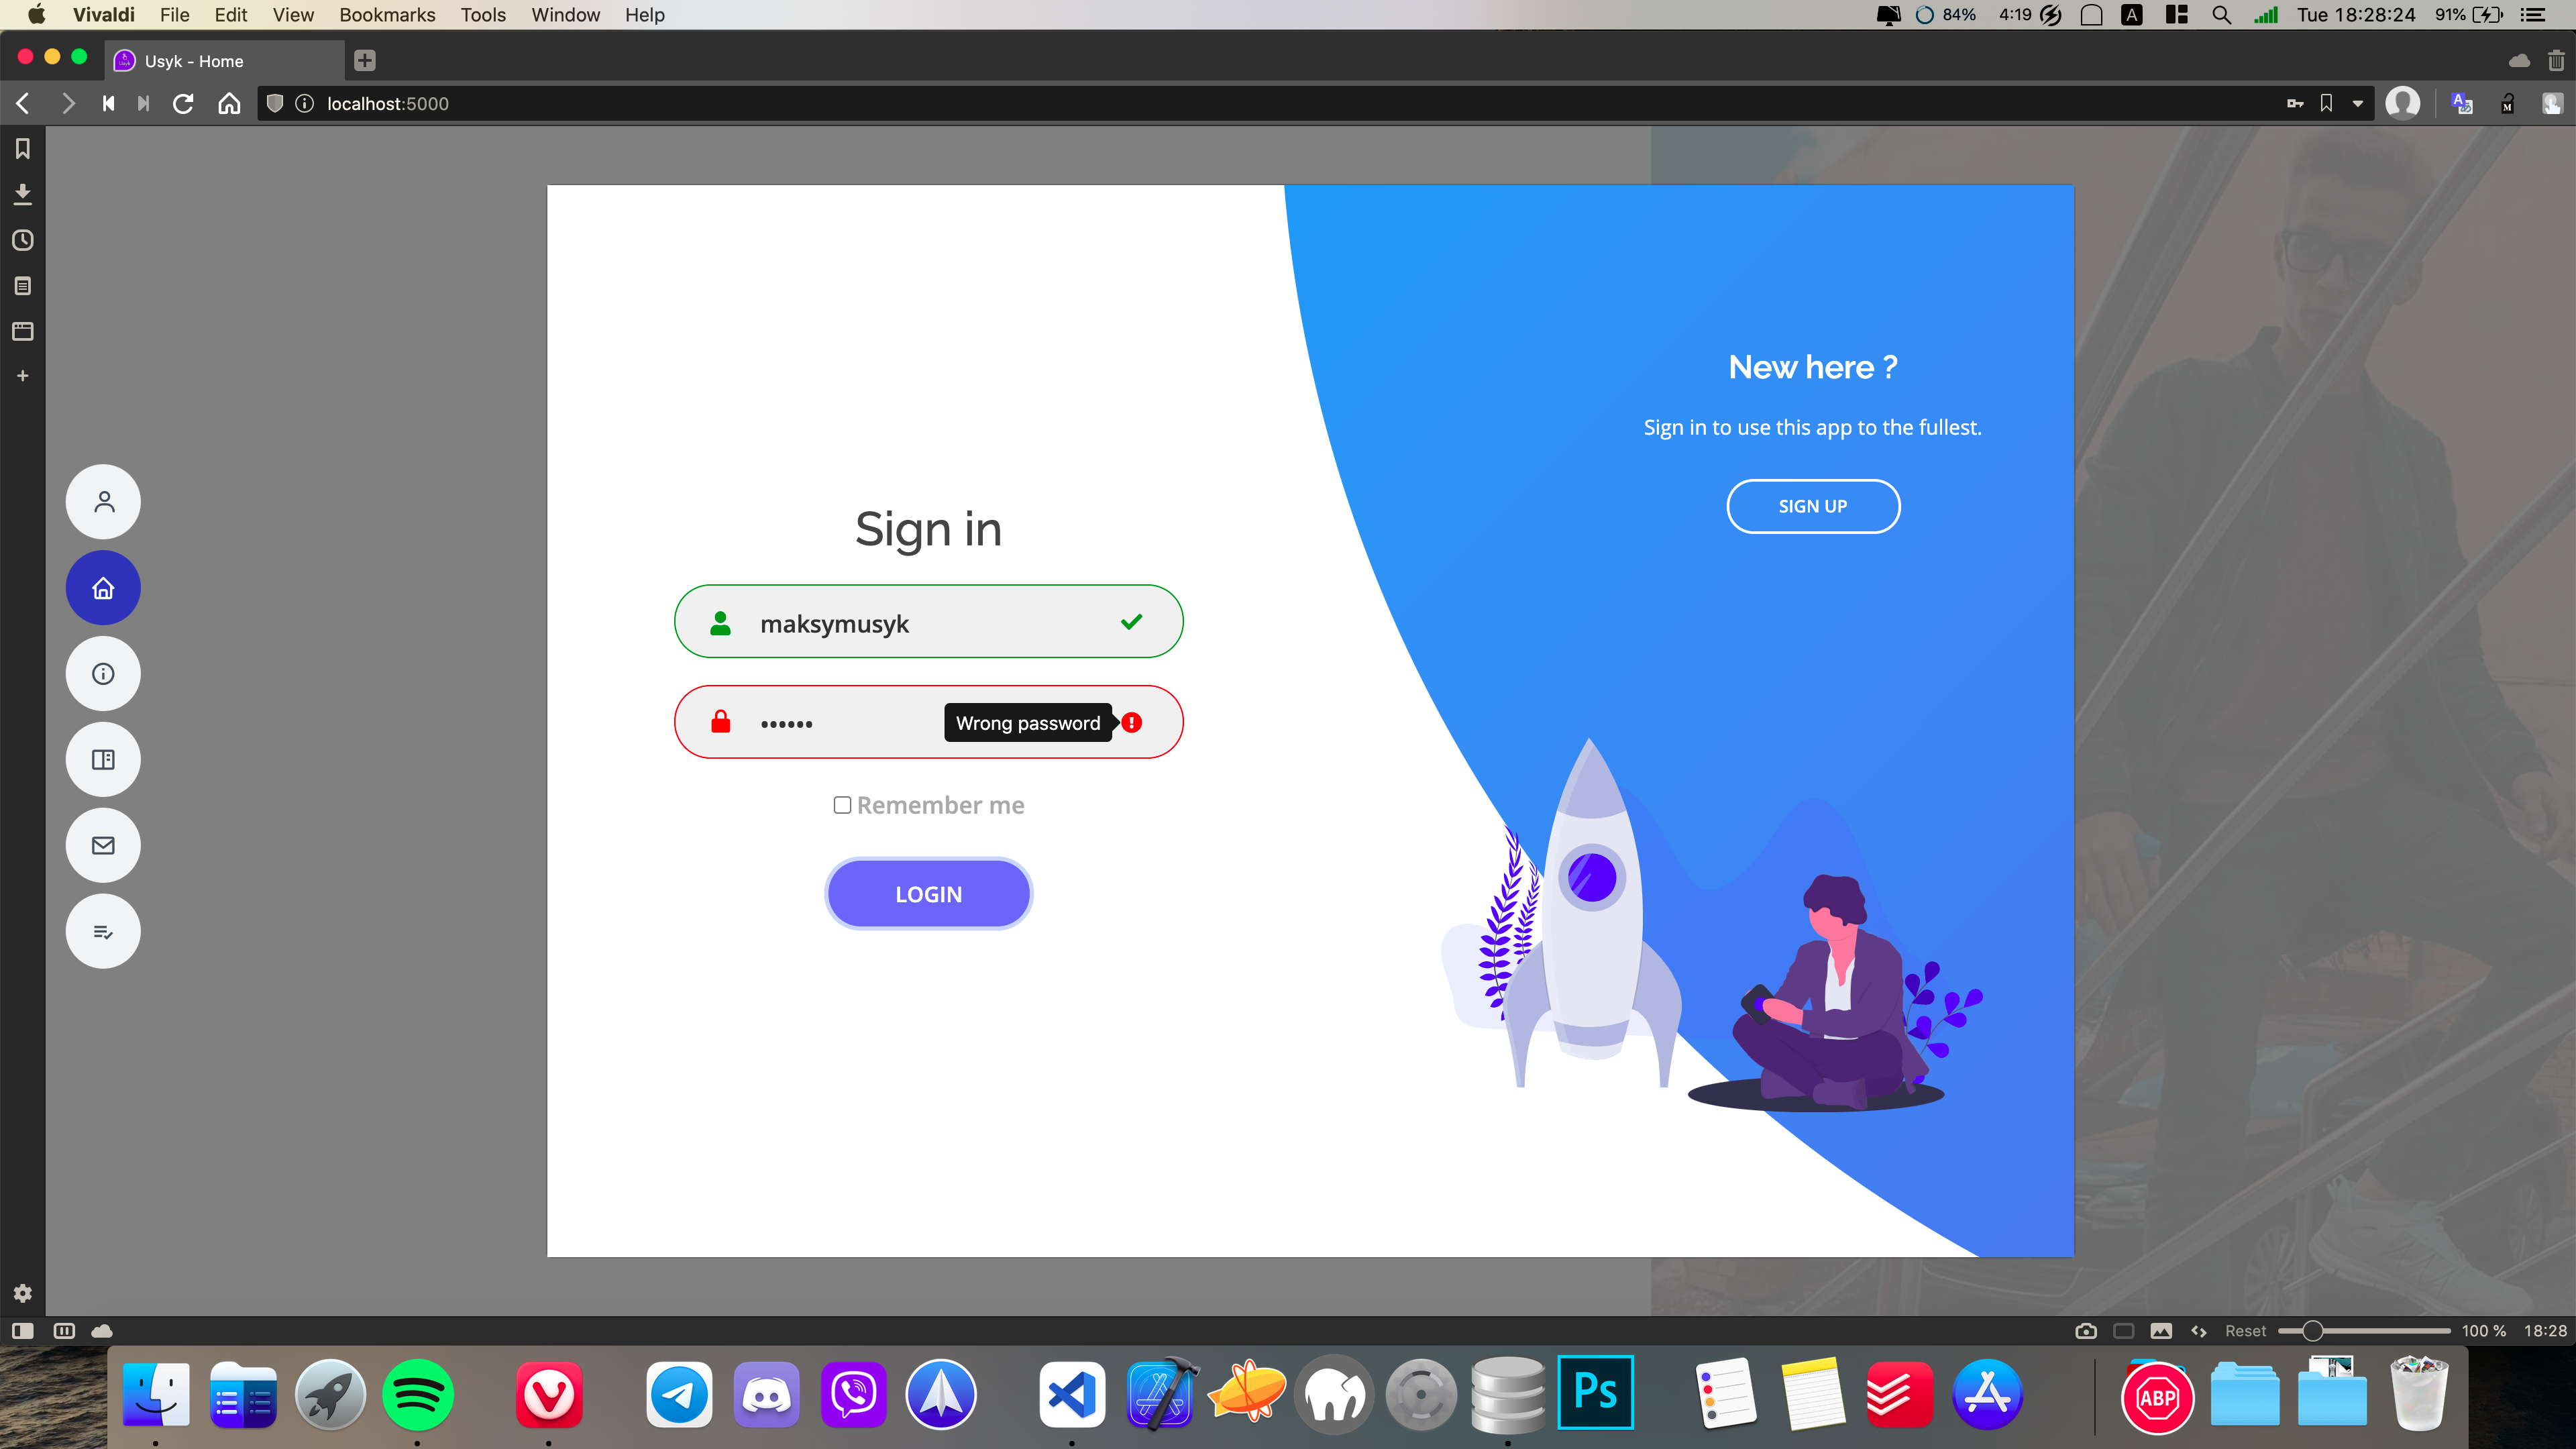 Vivaldi File Edit View Bookmarks Tools Window Help
84% 4:19 A Tue 18:28:24 91%
Usyk - Home
localhost:5000
New here ?
Sign in to use this app to the fullest.
SIGN UP
Sign in
maksymusyk
••••••
Wrong password
Remember me
LOGIN
Reset 100 % 18:28
Ps
ABP